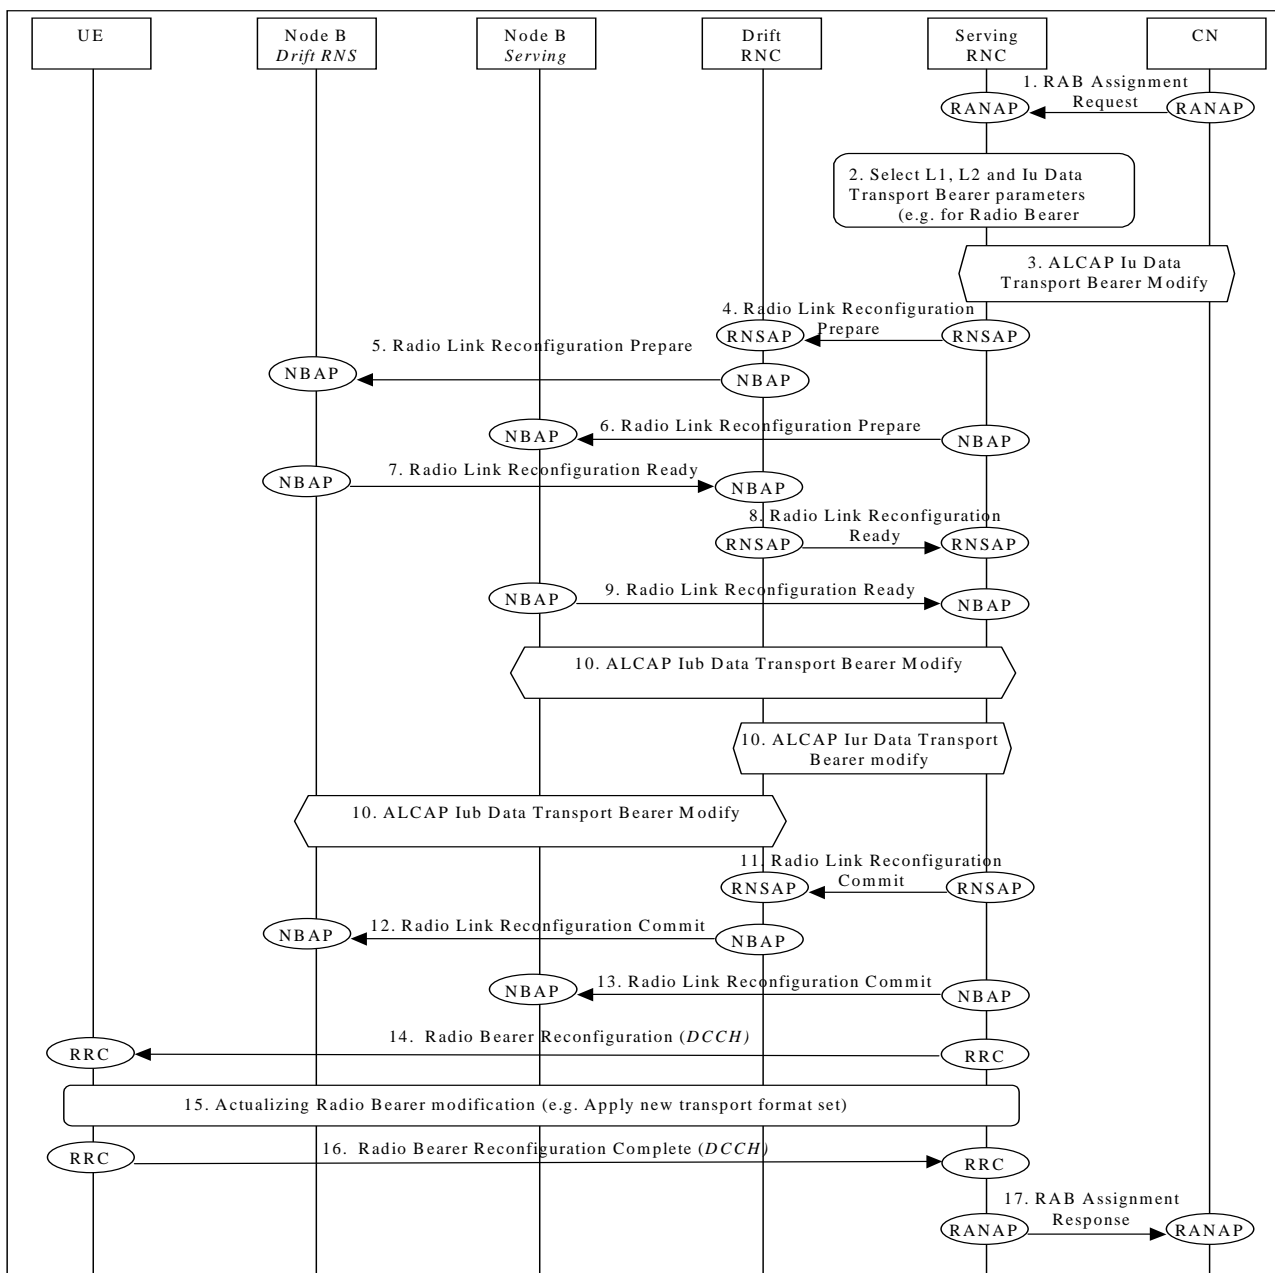 UE
Node B
Drift RNS
Node B
Serving
Drift
RNC
Serving
RNC
CN
1. RAB Assignment
Request
RANAP
RANAP
2. Select L1, L2 and Iu Data
Transport Bearer parameters
(e.g. for Radio Bearer
3. ALCAP Iu Data
Transport Bearer Modify
4. Radio Link Reconfiguration
Prepare
RNSAP
RNSAP
5. Radio Link Reconfiguration Prepare
NBAP
NBAP
6. Radio Link Reconfiguration Prepare
NBAP
NBAP
7. Radio Link Reconfiguration Ready
NBAP
NBAP
8. Radio Link Reconfiguration
Ready
RNSAP
RNSAP
9. Radio Link Reconfiguration Ready
NBAP
NBAP
10. ALCAP Iub Data Transport Bearer Modify
10. ALCAP Iur Data Transport
Bearer modify
10. ALCAP Iub Data Transport Bearer Modify
11. Radio Link Reconfiguration
Commit
RNSAP
RNSAP
12. Radio Link Reconfiguration Commit
NBAP
NBAP
13. Radio Link Reconfiguration Commit
NBAP
NBAP
14. Radio Bearer Reconfiguration (DCCH)
RRC
RRC
15. Actualizing Radio Bearer modification (e.g. Apply new transport format set)
16. Radio Bearer Reconfiguration Complete (DCCH)
RRC
RRC
17. RAB Assignment
Response
RANAP
RANAP